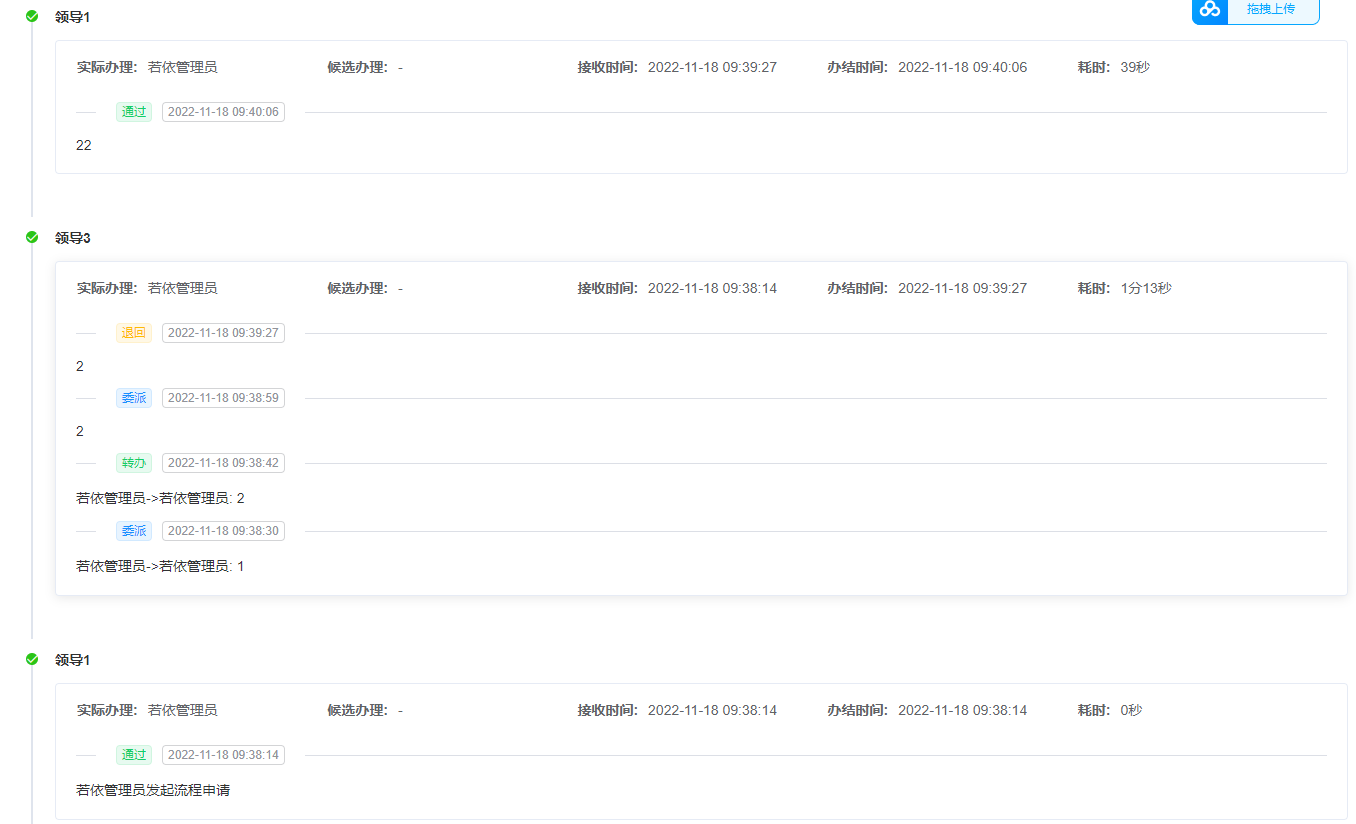 领导1
拖拽上传
实际办理： 若依管理员 候选办理： - 接收时间： 2022-11-18 09:39:27 办结时间： 2022-11-18 09:40:06 耗时： 39秒
通过 2022-11-18 09:40:06
22
领导3
实际办理： 若依管理员 候选办理： - 接收时间： 2022-11-18 09:38:14 办结时间： 2022-11-18 09:39:27 耗时： 1分13秒
退回 2022-11-18 09:39:27
2
委派 2022-11-18 09:38:59
2
转办 2022-11-18 09:38:42
若依管理员->若依管理员: 2
委派 2022-11-18 09:38:30
若依管理员->若依管理员: 1
领导1
实际办理： 若依管理员 候选办理： - 接收时间： 2022-11-18 09:38:14 办结时间： 2022-11-18 09:38:14 耗时： 0秒
通过 2022-11-18 09:38:14
若依管理员发起流程申请